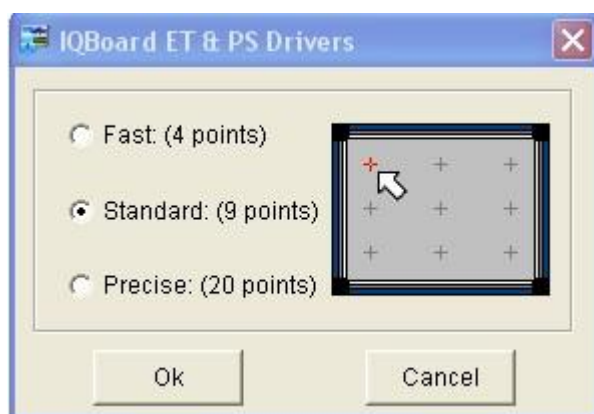 IQBoard ET & PS Drivers
Fast: (4 points)
Standard: (9 points)
Precise: (20 points)
Ok
Cancel